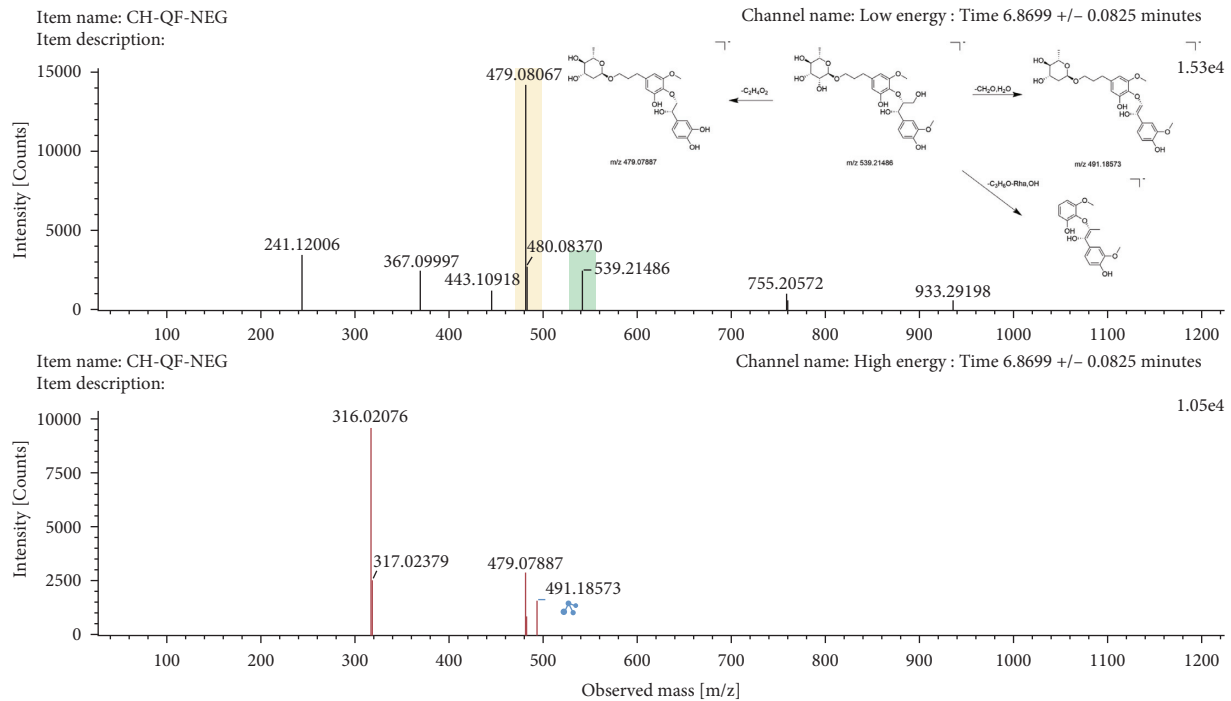 Item name: CH-QF-NEG
Channel name: Low energy : Time 6.8699 +/– 0.0825 minutes
Item description:
1.53e4
Intensity [Counts]
15000
10000
5000
0
241.12006
367.09997
443.10918
479.08067
480.08370
539.21486
755.20572
933.29198
–C₂H₄O₂
–CH₂O,H₂O
–C₃H₆O-Rha,OH
m/z 479.07887
m/z 539.21486
m/z 491.18573
100 200 300 400 500 600 700 800 900 1000 1100 1200
Item name: CH-QF-NEG
Channel name: High energy : Time 6.8699 +/– 0.0825 minutes
Item description:
1.05e4
Intensity [Counts]
10000
7500
5000
2500
0
316.02076
317.02379
479.07887
491.18573
100 200 300 400 500 600 700 800 900 1000 1100 1200
Observed mass [m/z]